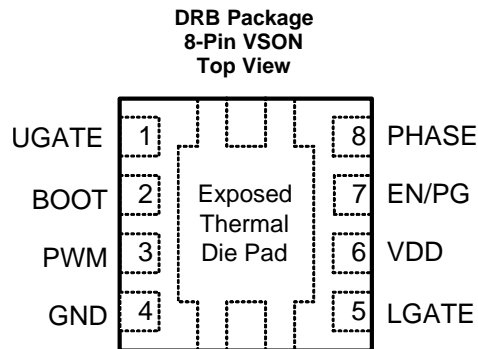 DRB Package
8-Pin VSON
Top View
UGATE 1
BOOT 2
PWM 3
GND 4
Exposed
Thermal
Die Pad
8 PHASE
7 EN/PG
6 VDD
5 LGATE